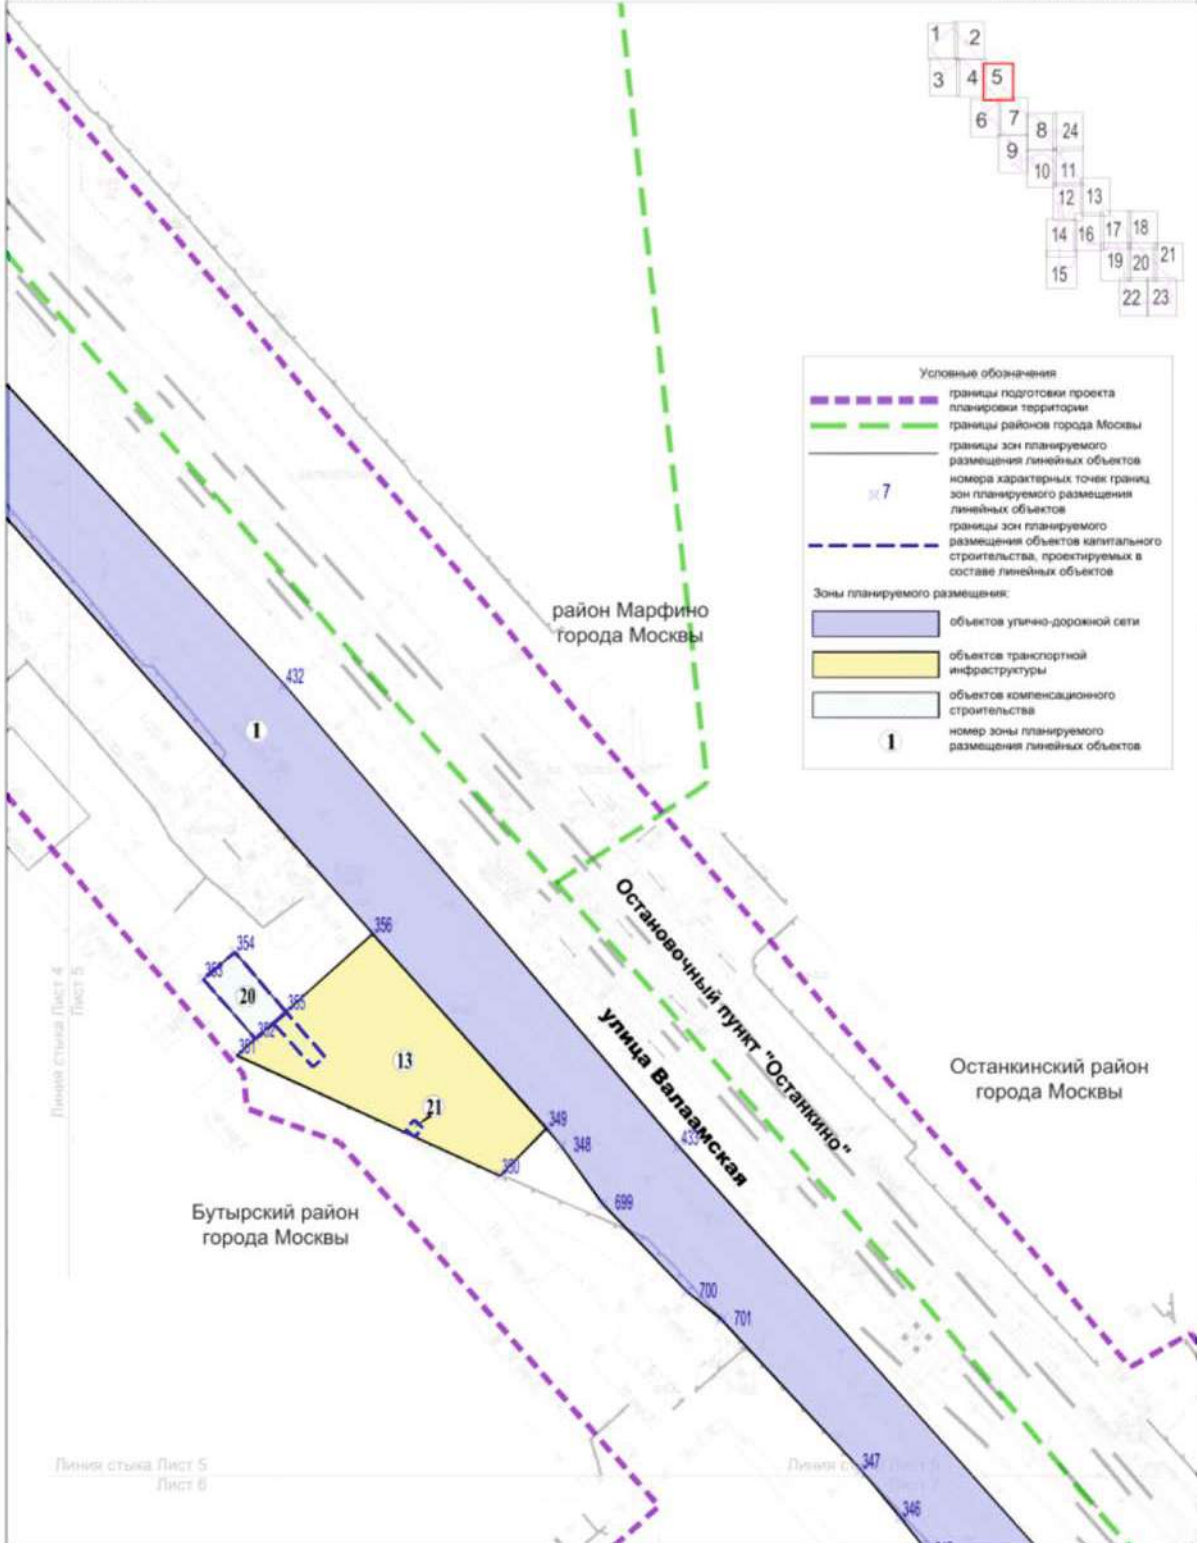 1 2
3 4 5
6 7 8 24
9 10 11
12 13
14 16 17 18
15 19 20 21
22 23
Условные обозначения
границы подготовки проекта
планировки территории
границы районов города Москвы
границы зон планируемого
размещения линейных объектов
7
номера характерных точек границ
зон планируемого размещения
линейных объектов
границы зон планируемого
размещения объектов капитального
строительства, проектируемых в
составе линейных объектов
Зоны планируемого размещения:
объектов улично-дорожной сети
объектов транспортной
инфраструктуры
объектов компенсационного
строительства
1
номер зоны планируемого
размещения линейных объектов
район Марфино
города Москвы
432
1
356
354
353
20
355
352
351
13
21
349
348
350
433
699
700
701
347
346
Остановочный пункт "Останкино"
улица Валаамская
Останкинский район
города Москвы
Бутырский район
города Москвы
Линия стыка Лист 4
Лист 5
Линия стыка Лист 5
Лист 6